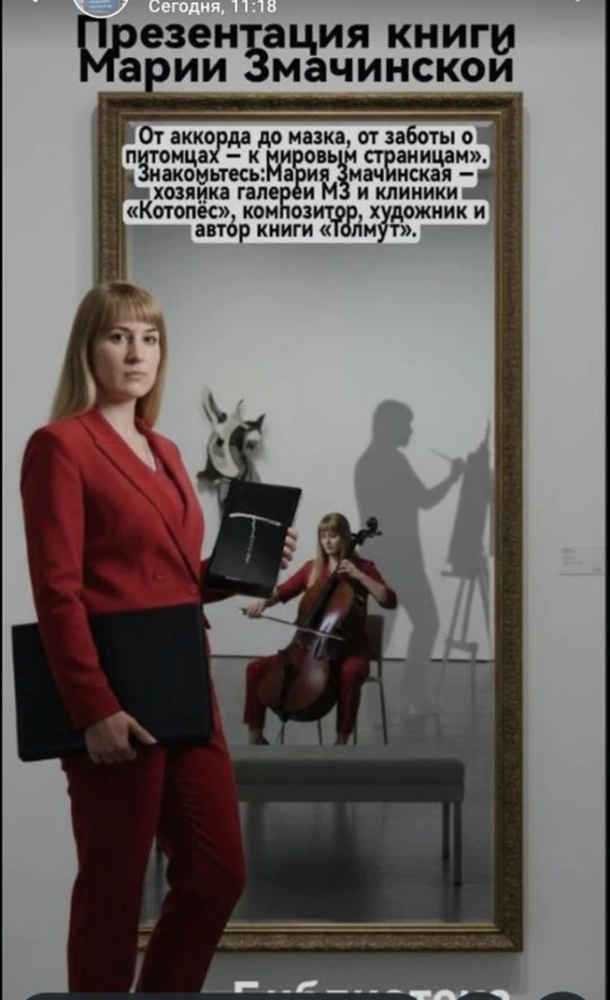 Сегодня, 11:18
Презентация книги
Марии Змачинской
От аккорда до мазка, от заботы о
питомцах – к мировым страницам».
Знакомьтесь:Мария Змачинская –
хозяйка галереи МЗ и клиники
«Котопёс», композитор, художник и
автор книги «Толмут».